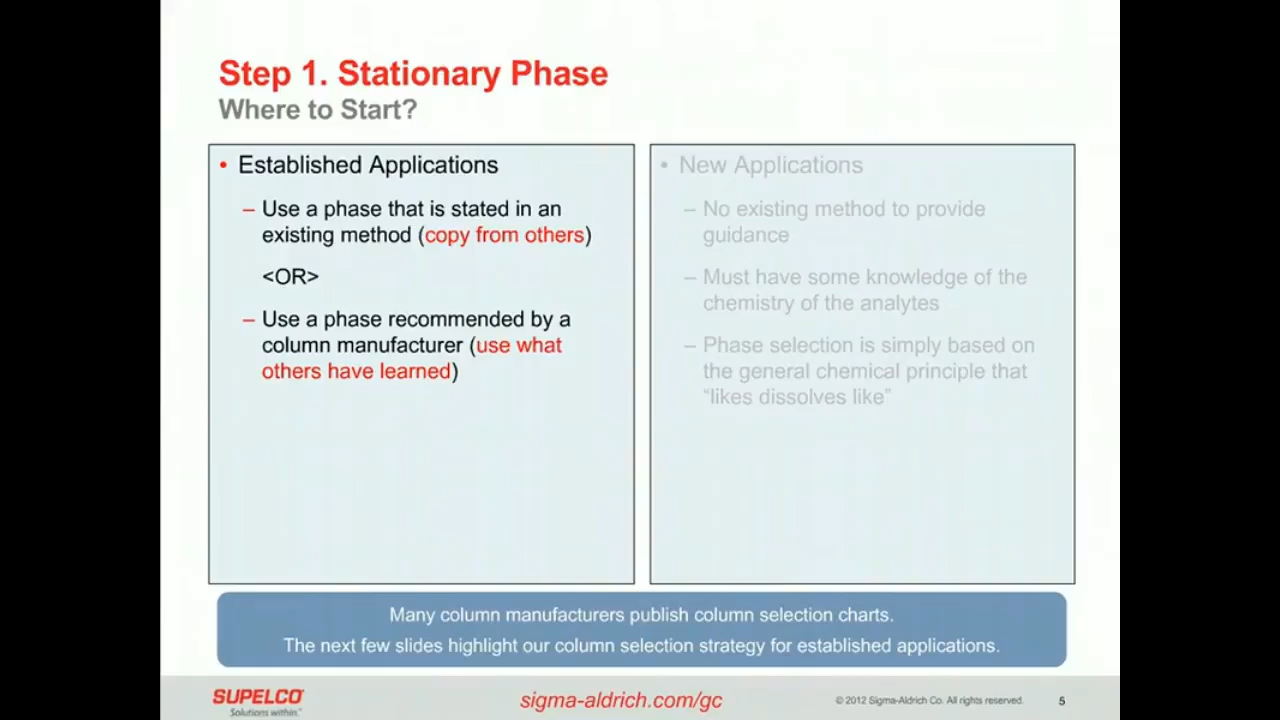 Step 1. Stationary Phase
Where to Start?
• Established Applications
– Use a phase that is stated in an
existing method (copy from others)
<OR>
– Use a phase recommended by a
column manufacturer (use what
others have learned)
• New Applications
– No existing method to provide
guidance
– Must have some knowledge of the
chemistry of the analytes
– Phase selection is simply based on
the general chemical principle that
“likes dissolves like”
Many column manufacturers publish column selection charts.
The next few slides highlight our column selection strategy for established applications.
SUPELCO
Solutions within.™
sigma-aldrich.com/gc
© 2012 Sigma-Aldrich Co. All rights reserved.
5